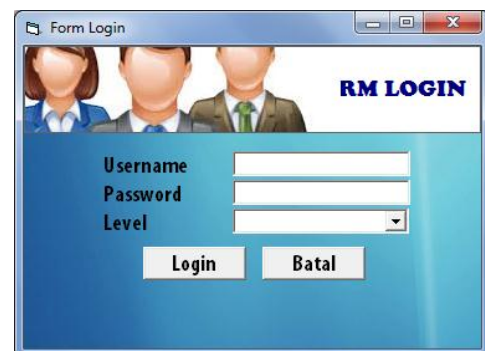 Form Login
RM LOGIN
Username
Password
Level
Login Batal